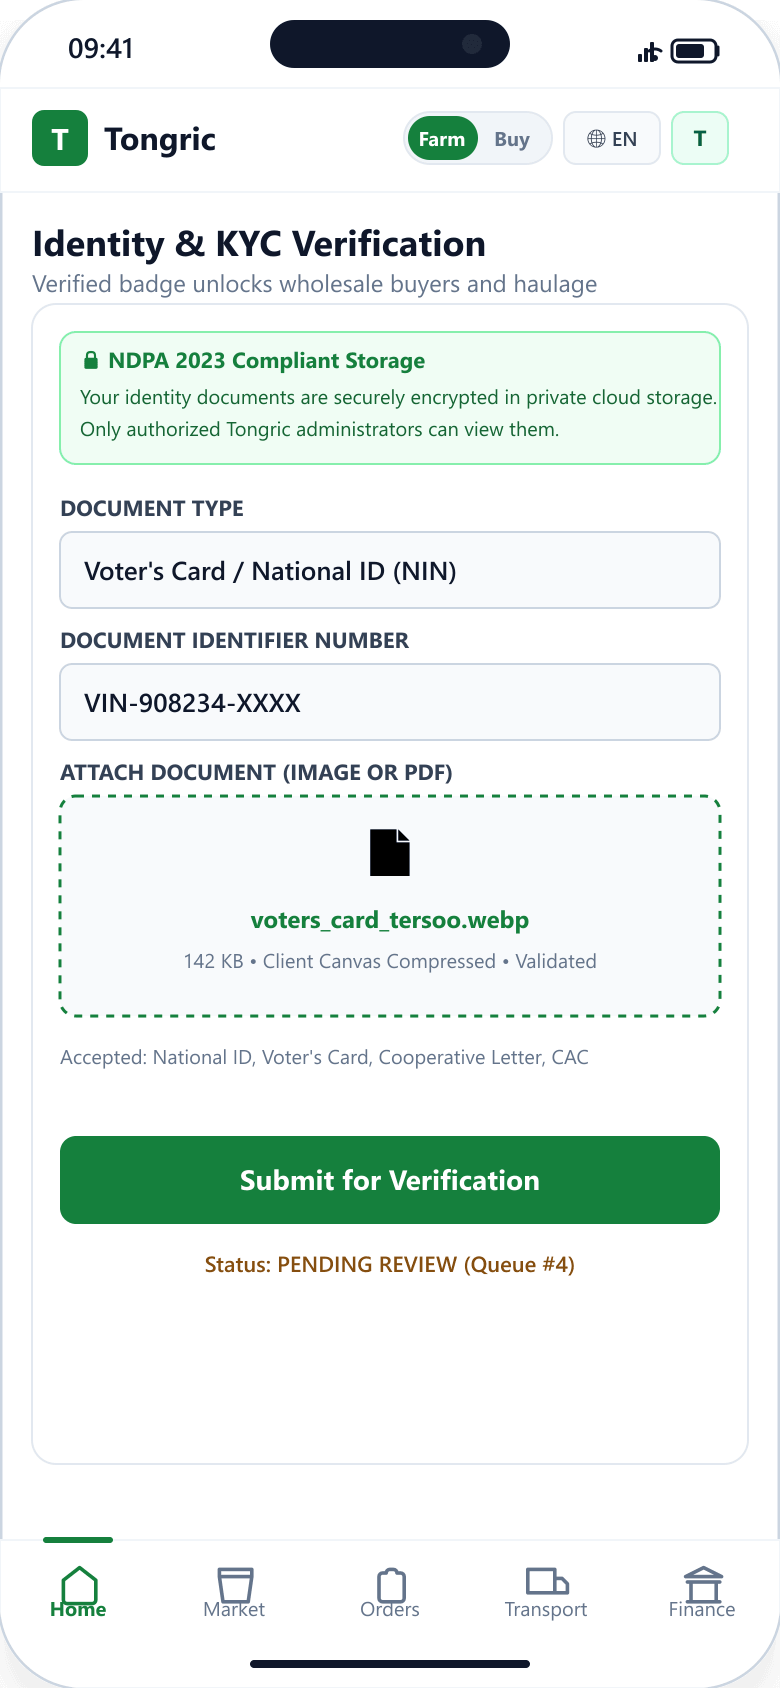 09:41
T Tongric Farm Buy EN T
Identity & KYC Verification
Verified badge unlocks wholesale buyers and haulage
NDPA 2023 Compliant Storage
Your identity documents are securely encrypted in private cloud storage.
Only authorized Tongric administrators can view them.
DOCUMENT TYPE
Voter's Card / National ID (NIN)
DOCUMENT IDENTIFIER NUMBER
VIN-908234-XXXX
ATTACH DOCUMENT (IMAGE OR PDF)
voters_card_tersoo.webp
142 KB • Client Canvas Compressed • Validated
Accepted: National ID, Voter's Card, Cooperative Letter, CAC
Submit for Verification
Status: PENDING REVIEW (Queue #4)
Home Market Orders Transport Finance